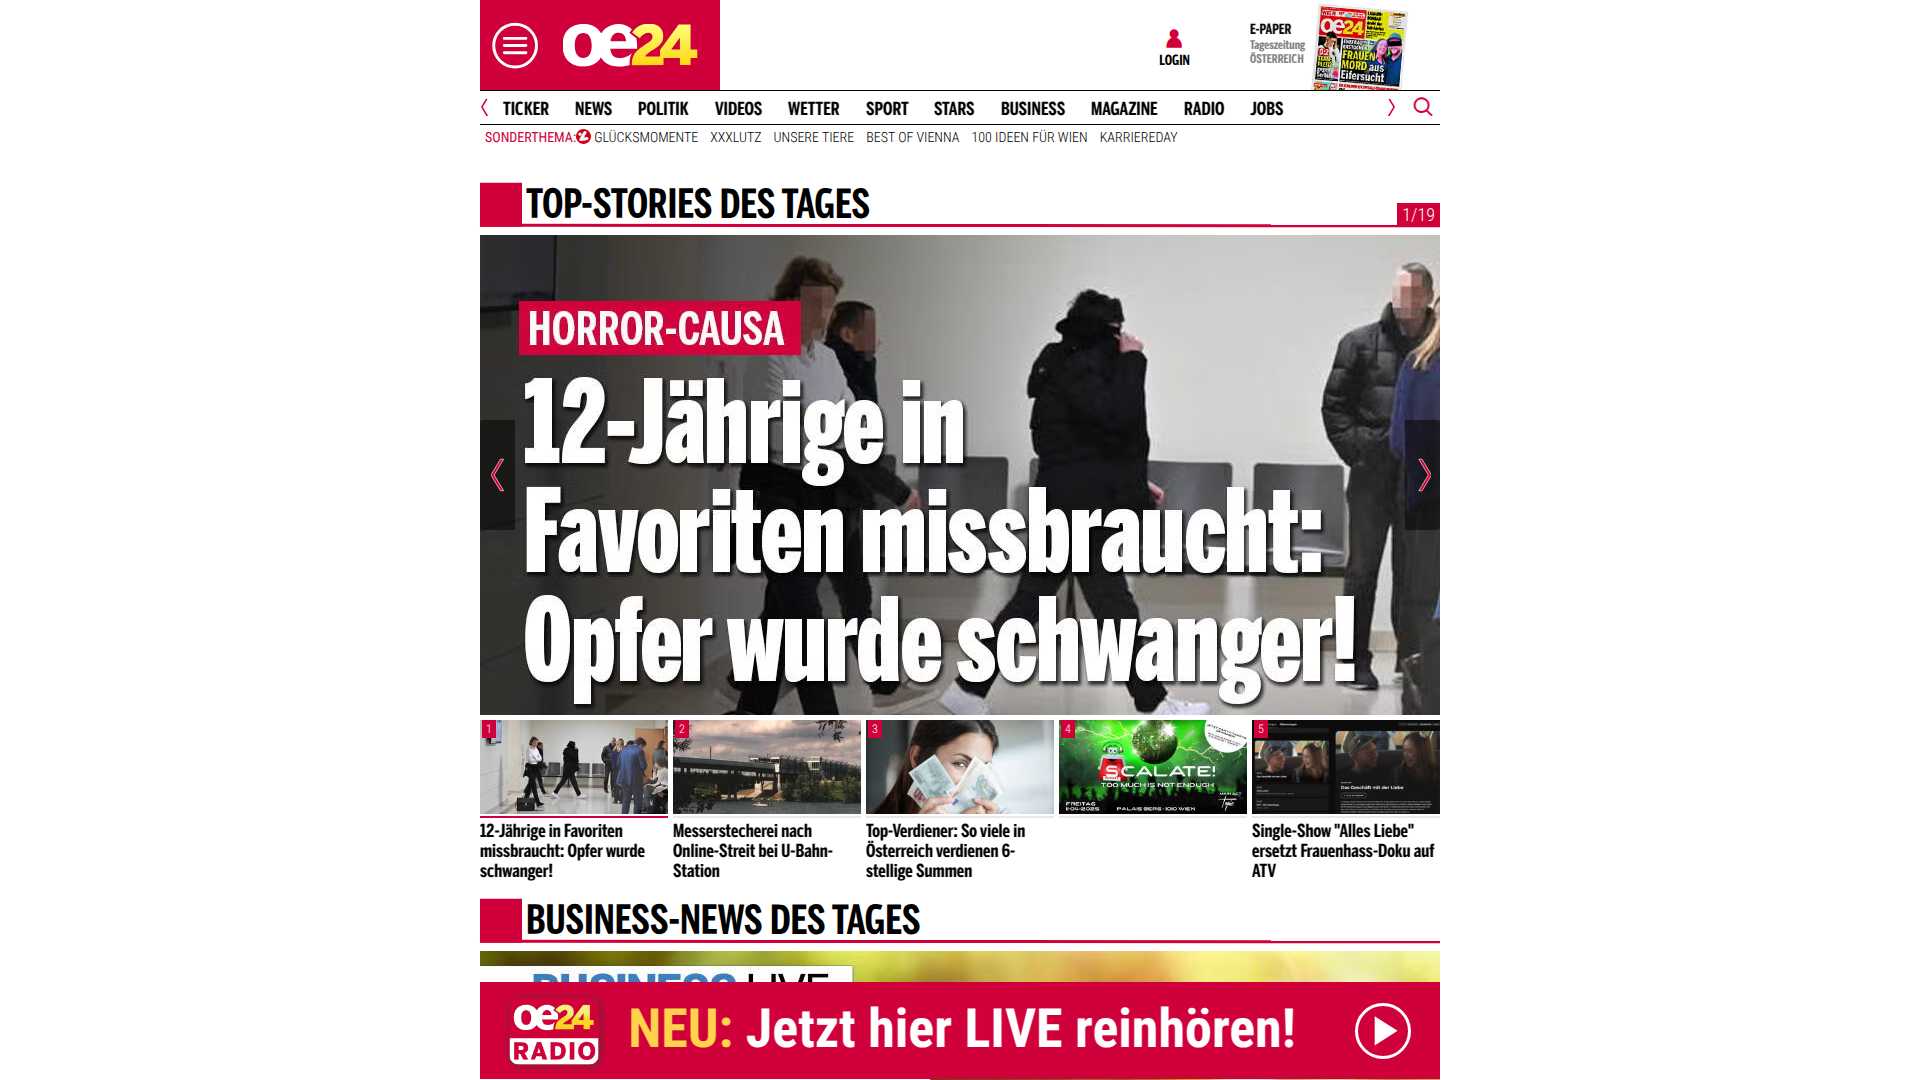 oe24
LOGIN
E-PAPER
Tageszeitung
ÖSTERREICH
oe24
FRAUEN
MORD aus
Eifersucht
TICKER NEWS POLITIK VIDEOS WETTER SPORT STARS BUSINESS MAGAZINE RADIO JOBS
SONDERTHEMA: GLÜCKSMOMENTE XXXLUTZ UNSERE TIERE BEST OF VIENNA 100 IDEEN FÜR WIEN KARRIEREDAY
TOP-STORIES DES TAGES
1/19
HORROR-CAUSA
12-Jährige in
Favoriten missbraucht:
Opfer wurde schwanger!
1
2
3
4
5
SCALATE!
TOO MUCH IS NOT ENOUGH
FREITAG
11-04-2025
PALAIS BERG · 1010 WIEN
Das Geschäft mit der Liebe
12-Jährige in Favoriten
missbraucht: Opfer wurde
schwanger!
Messerstecherei nach
Online-Streit bei U-Bahn-
Station
Top-Verdiener: So viele in
Österreich verdienen 6-
stellige Summen
Single-Show "Alles Liebe"
ersetzt Frauenhass-Doku auf
ATV
BUSINESS-NEWS DES TAGES
BUSINESS LIVE
oe24
RADIO
NEU: Jetzt hier LIVE reinhören!